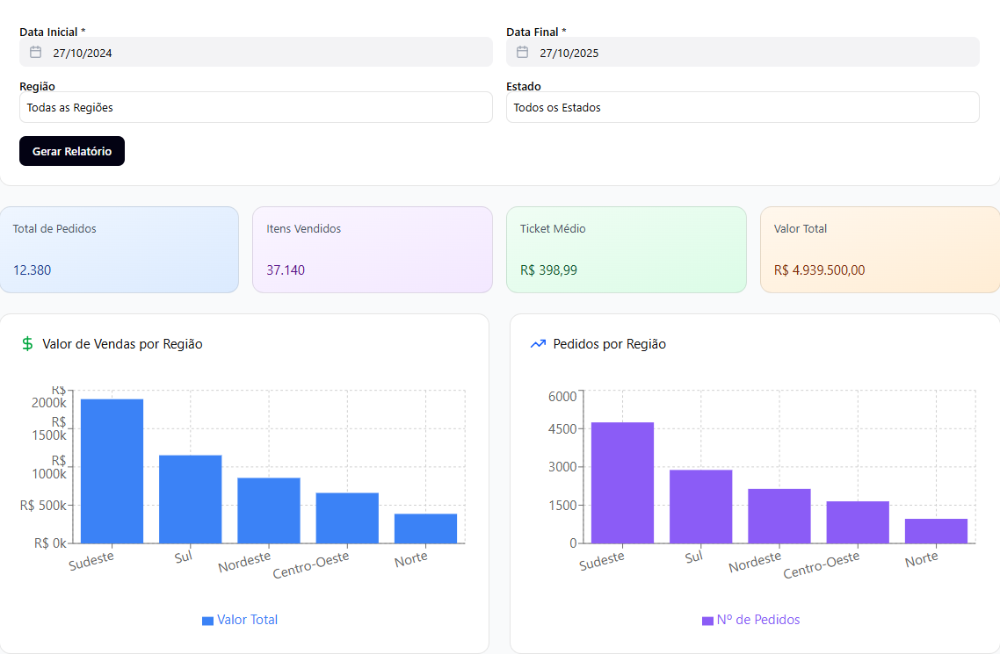 Data Inicial *
Data Final *
27/10/2024
27/10/2025
Região
Estado
Todas as Regiões
Todos os Estados
Gerar Relatório
Total de Pedidos
Itens Vendidos
Ticket Médio
Valor Total
12.380
37.140
R$ 398,99
R$ 4.939.500,00
Valor de Vendas por Região
R$
2000k
R$
1500k
R$
1000k
R$ 500k
R$ 0k
Sudeste
Sul
Nordeste
Centro-Oeste
Norte
Valor Total
Pedidos por Região
6000
4500
3000
1500
0
Sudeste
Sul
Nordeste
Centro-Oeste
Norte
Nº de Pedidos